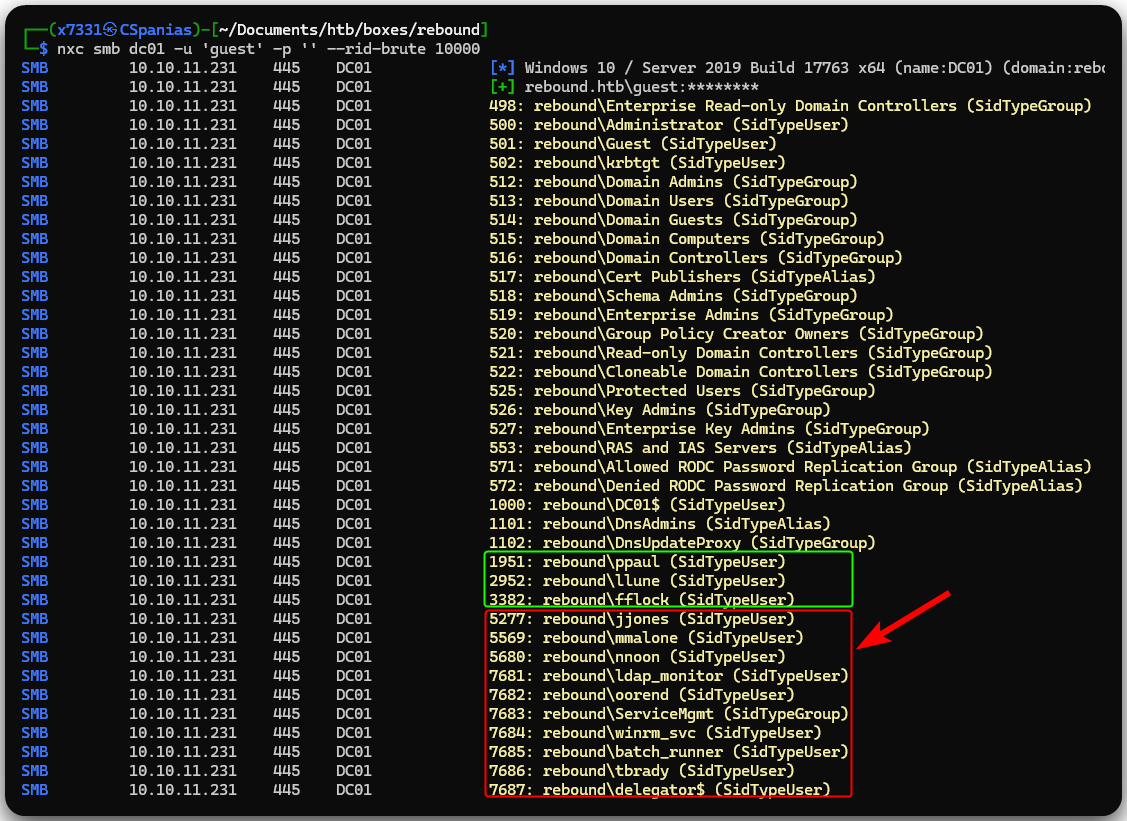 ┌──(x7331㉿CSpanias)-[~/Documents/htb/boxes/rebound]
└─$ nxc smb dc01 -u 'guest' -p '' --rid-brute 10000
SMB 10.10.11.231 445 DC01 [*] Windows 10 / Server 2019 Build 17763 x64 (name:DC01) (domain:rebo
SMB 10.10.11.231 445 DC01 [+] rebound.htb\guest:********
SMB 10.10.11.231 445 DC01 498: rebound\Enterprise Read-only Domain Controllers (SidTypeGroup)
SMB 10.10.11.231 445 DC01 500: rebound\Administrator (SidTypeUser)
SMB 10.10.11.231 445 DC01 501: rebound\Guest (SidTypeUser)
SMB 10.10.11.231 445 DC01 502: rebound\krbtgt (SidTypeUser)
SMB 10.10.11.231 445 DC01 512: rebound\Domain Admins (SidTypeGroup)
SMB 10.10.11.231 445 DC01 513: rebound\Domain Users (SidTypeGroup)
SMB 10.10.11.231 445 DC01 514: rebound\Domain Guests (SidTypeGroup)
SMB 10.10.11.231 445 DC01 515: rebound\Domain Computers (SidTypeGroup)
SMB 10.10.11.231 445 DC01 516: rebound\Domain Controllers (SidTypeGroup)
SMB 10.10.11.231 445 DC01 517: rebound\Cert Publishers (SidTypeAlias)
SMB 10.10.11.231 445 DC01 518: rebound\Schema Admins (SidTypeGroup)
SMB 10.10.11.231 445 DC01 519: rebound\Enterprise Admins (SidTypeGroup)
SMB 10.10.11.231 445 DC01 520: rebound\Group Policy Creator Owners (SidTypeGroup)
SMB 10.10.11.231 445 DC01 521: rebound\Read-only Domain Controllers (SidTypeGroup)
SMB 10.10.11.231 445 DC01 522: rebound\Cloneable Domain Controllers (SidTypeGroup)
SMB 10.10.11.231 445 DC01 525: rebound\Protected Users (SidTypeGroup)
SMB 10.10.11.231 445 DC01 526: rebound\Key Admins (SidTypeGroup)
SMB 10.10.11.231 445 DC01 527: rebound\Enterprise Key Admins (SidTypeGroup)
SMB 10.10.11.231 445 DC01 553: rebound\RAS and IAS Servers (SidTypeAlias)
SMB 10.10.11.231 445 DC01 571: rebound\Allowed RODC Password Replication Group (SidTypeAlias)
SMB 10.10.11.231 445 DC01 572: rebound\Denied RODC Password Replication Group (SidTypeAlias)
SMB 10.10.11.231 445 DC01 1000: rebound\DC01$ (SidTypeUser)
SMB 10.10.11.231 445 DC01 1101: rebound\DnsAdmins (SidTypeAlias)
SMB 10.10.11.231 445 DC01 1102: rebound\DnsUpdateProxy (SidTypeGroup)
SMB 10.10.11.231 445 DC01 1951: rebound\ppaul (SidTypeUser)
SMB 10.10.11.231 445 DC01 2952: rebound\llune (SidTypeUser)
SMB 10.10.11.231 445 DC01 3382: rebound\fflock (SidTypeUser)
SMB 10.10.11.231 445 DC01 5277: rebound\jjones (SidTypeUser)
SMB 10.10.11.231 445 DC01 5569: rebound\mmalone (SidTypeUser)
SMB 10.10.11.231 445 DC01 5680: rebound\nnoon (SidTypeUser)
SMB 10.10.11.231 445 DC01 7681: rebound\ldap_monitor (SidTypeUser)
SMB 10.10.11.231 445 DC01 7682: rebound\oorend (SidTypeUser)
SMB 10.10.11.231 445 DC01 7683: rebound\ServiceMgmt (SidTypeGroup)
SMB 10.10.11.231 445 DC01 7684: rebound\winrm_svc (SidTypeUser)
SMB 10.10.11.231 445 DC01 7685: rebound\batch_runner (SidTypeUser)
SMB 10.10.11.231 445 DC01 7686: rebound\tbrady (SidTypeUser)
SMB 10.10.11.231 445 DC01 7687: rebound\delegator$ (SidTypeUser)